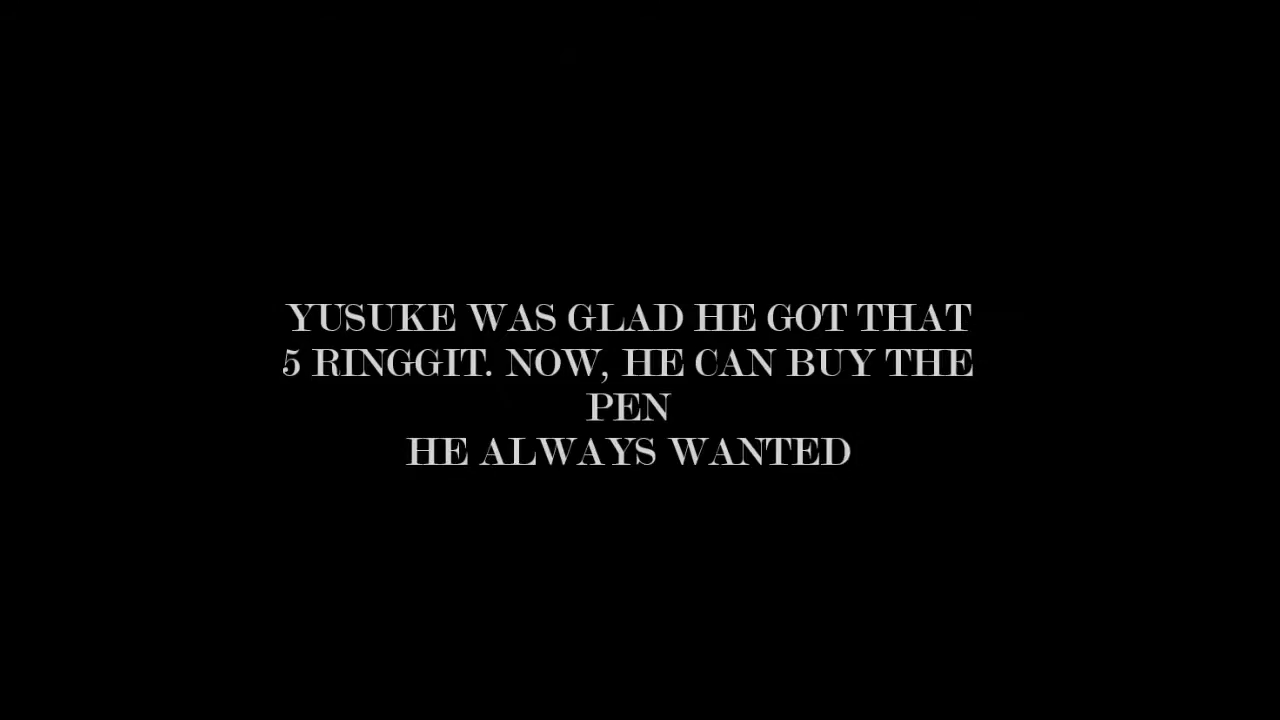 YUSUKE WAS GLAD HE GOT THAT
5 RINGGIT. NOW, HE CAN BUY THE
PEN
HE ALWAYS WANTED